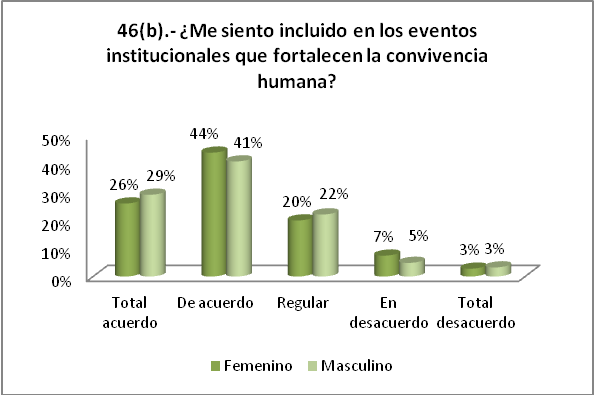 46(b).- ¿Me siento incluido en los eventos
institucionales que fortalecen la convivencia
humana?
50%
40%
30%
20%
10%
0%
26% 29%
44% 41%
20% 22%
7% 5%
3% 3%
Total acuerdo
De acuerdo
Regular
En desacuerdo
Total desacuerdo
Femenino Masculino